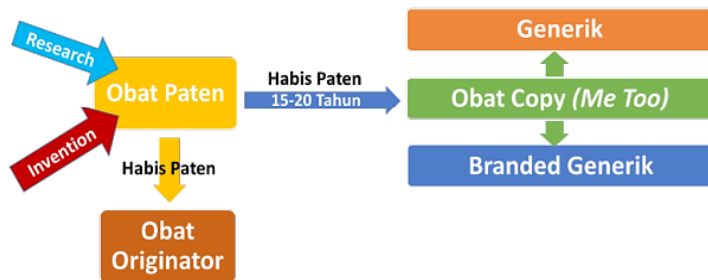 Research
Invention
Obat Paten
Habis Paten
15-20 Tahun
Habis Paten
Obat
Originator
Generik
Obat Copy (Me Too)
Branded Generik